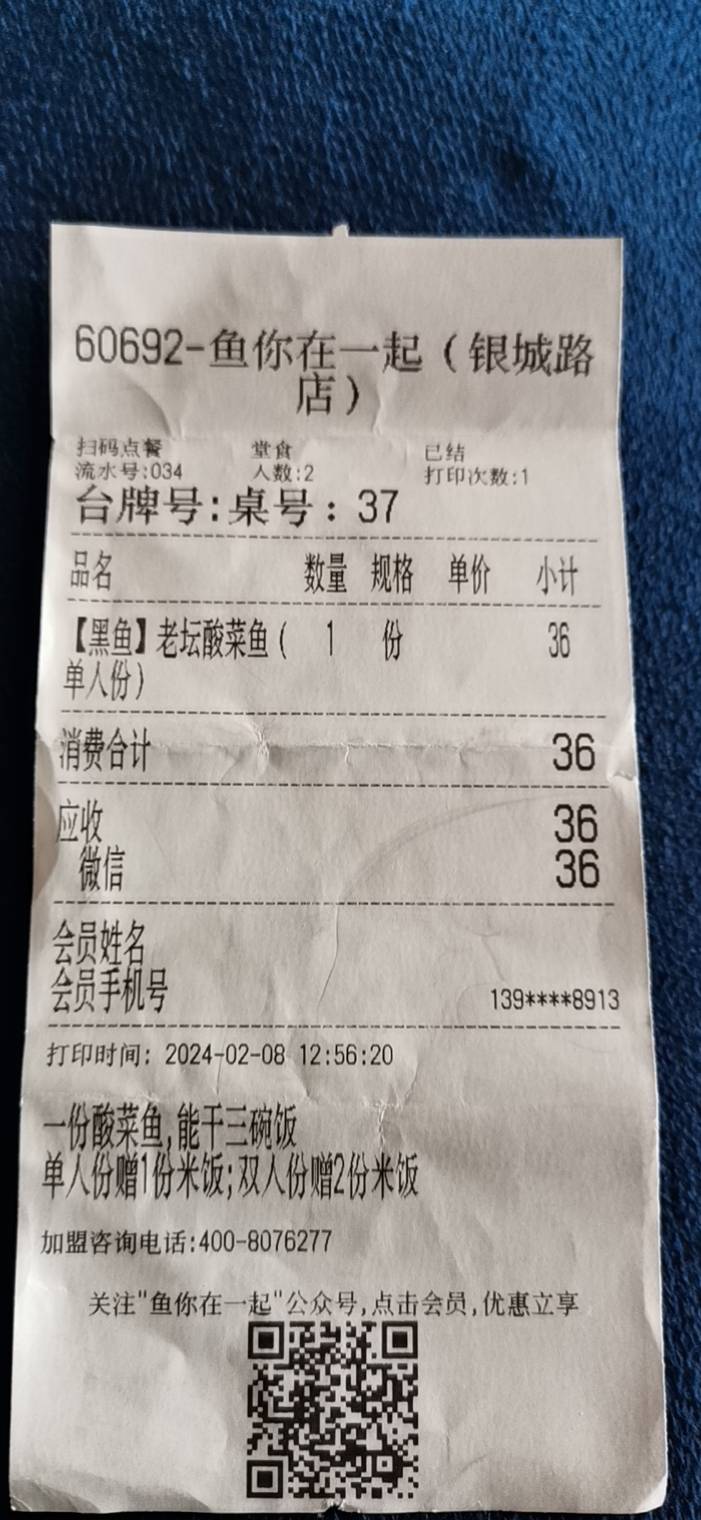 60692-鱼你在一起（银城路
店）
扫码点餐 堂食 已结
流水号:034 人数:2 打印次数:1
台牌号:桌号：37
品名 数量 规格 单价 小计
【黑鱼】老坛酸菜鱼( 1 份 36
单人份)
消费合计 36
应收 36
微信 36
会员姓名
会员手机号 139****8913
打印时间: 2024-02-08 12:56:20
一份酸菜鱼,能干三碗饭
单人份赠1份米饭;双人份赠2份米饭
加盟咨询电话:400-8076277
关注"鱼你在一起"公众号,点击会员,优惠立享